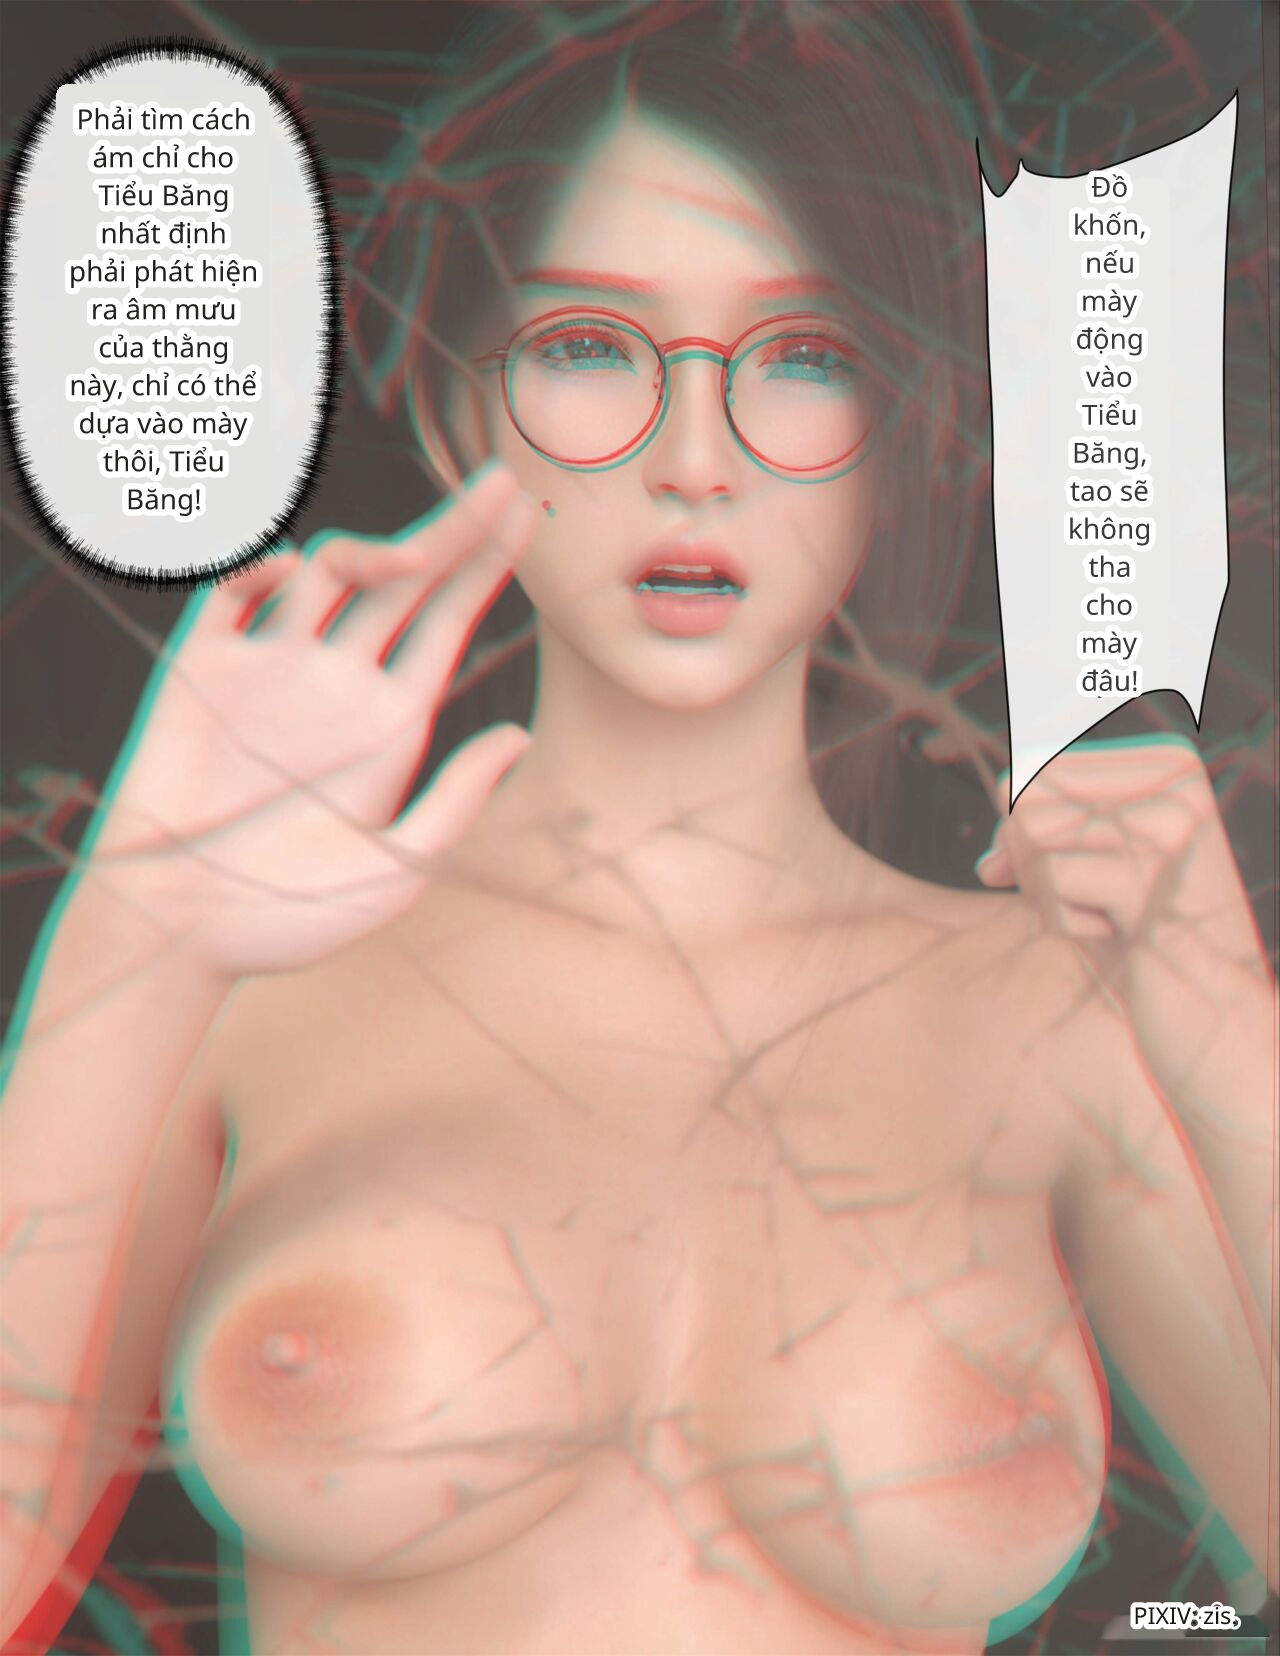 Phải tìm cách
ám chỉ cho
Tiểu Băng
nhất định
phải phát hiện
ra âm mưu
của thằng
này, chỉ có thể
dựa vào mày
thôi, Tiểu
Băng!
Đồ
khốn,
nếu
mày
động
vào
Tiểu
Băng,
tao sẽ
không
tha
cho
mày
đậu!
PIXIV: zis.